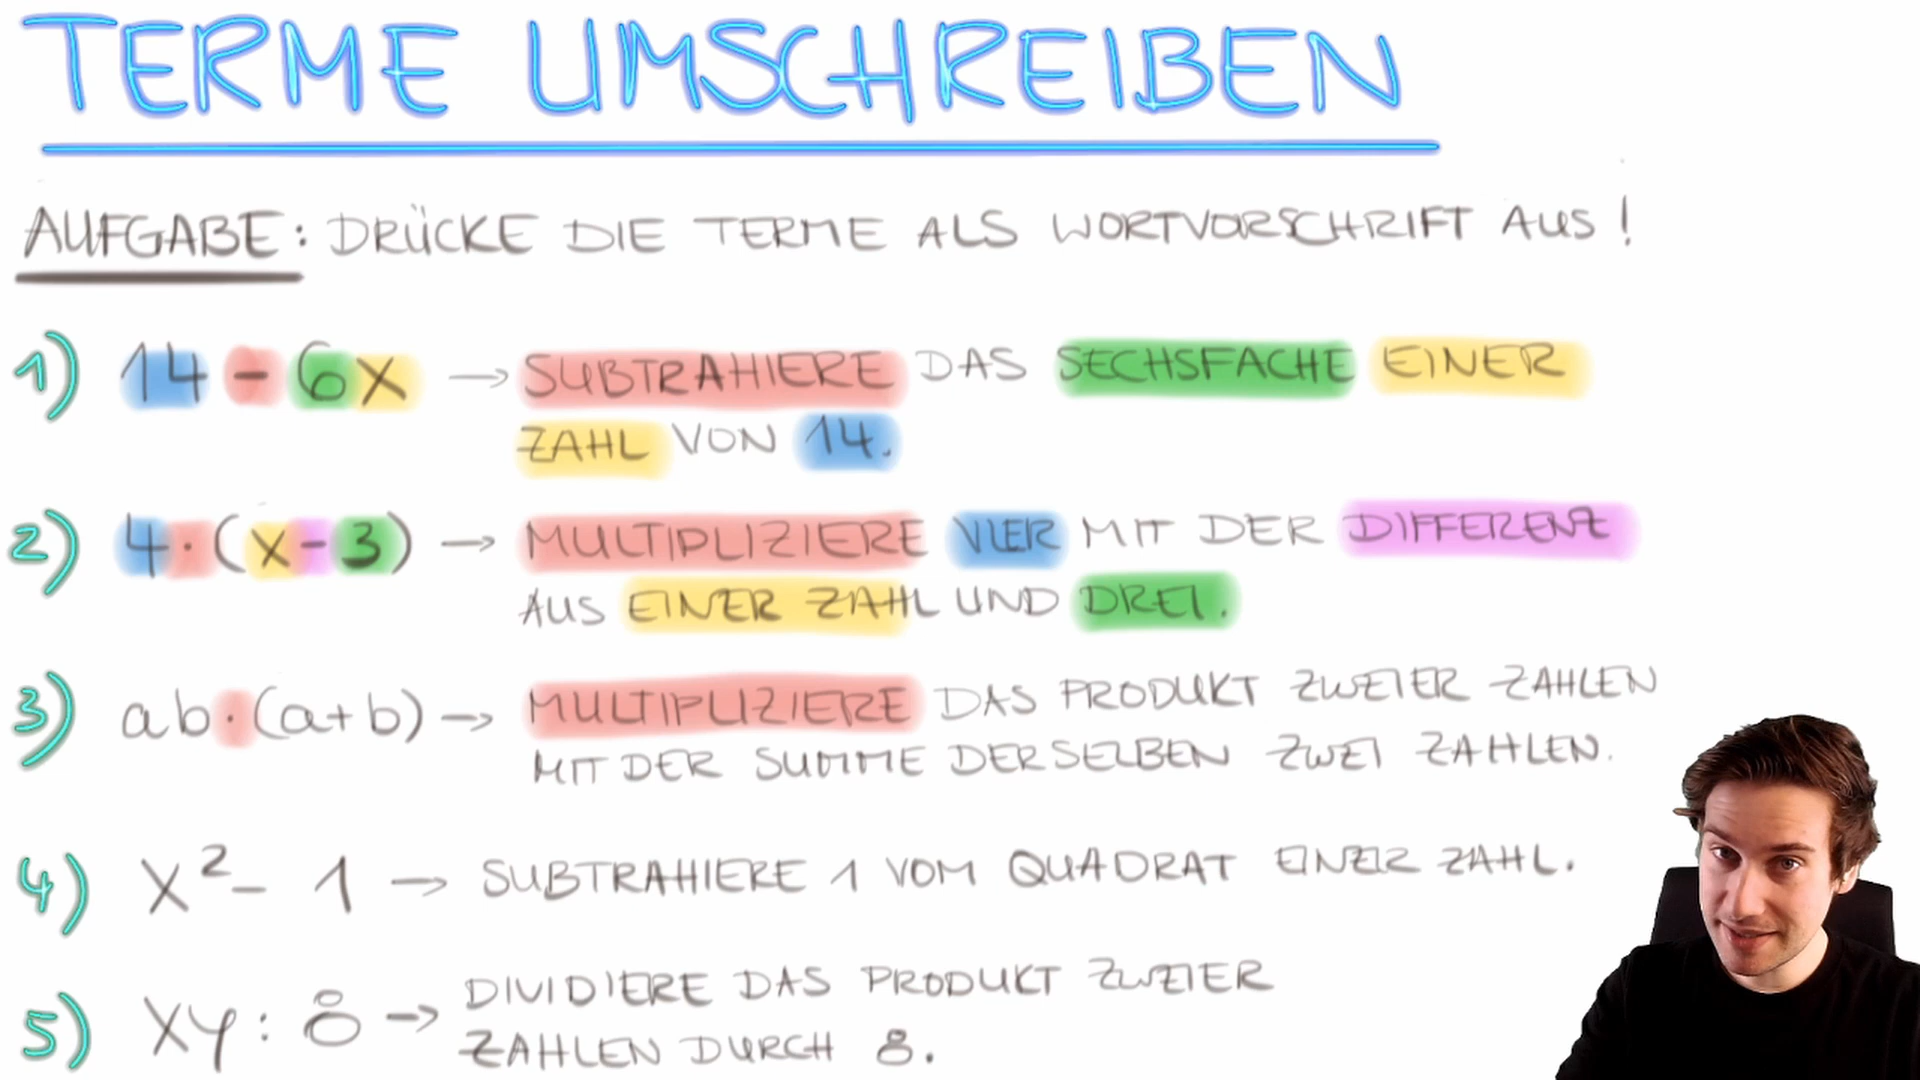 TERME UMSCHREIBEN
AUFGABE: DRÜCKE DIE TERME ALS WORTVORSCHRIFT AUS!
1) 14 - 6x → SUBTRAHIERE DAS SECHSFACHE EINER
ZAHL VON 14.
2) 4·(x-3) → MULTIPLIZIERE VIER MIT DER DIFFERENZ
AUS EINER ZAHL UND DREI.
3) ab·(a+b) → MULTIPLIZIERE DAS PRODUKT ZWEIER ZAHLEN
MIT DER SUMME DERSELBEN ZWEI ZAHLEN.
4) x² - 1 → SUBTRAHIERE 1 VOM QUADRAT EINER ZAHL.
5) xy : 8 → DIVIDIERE DAS PRODUKT ZWEIER
ZAHLEN DURCH 8.